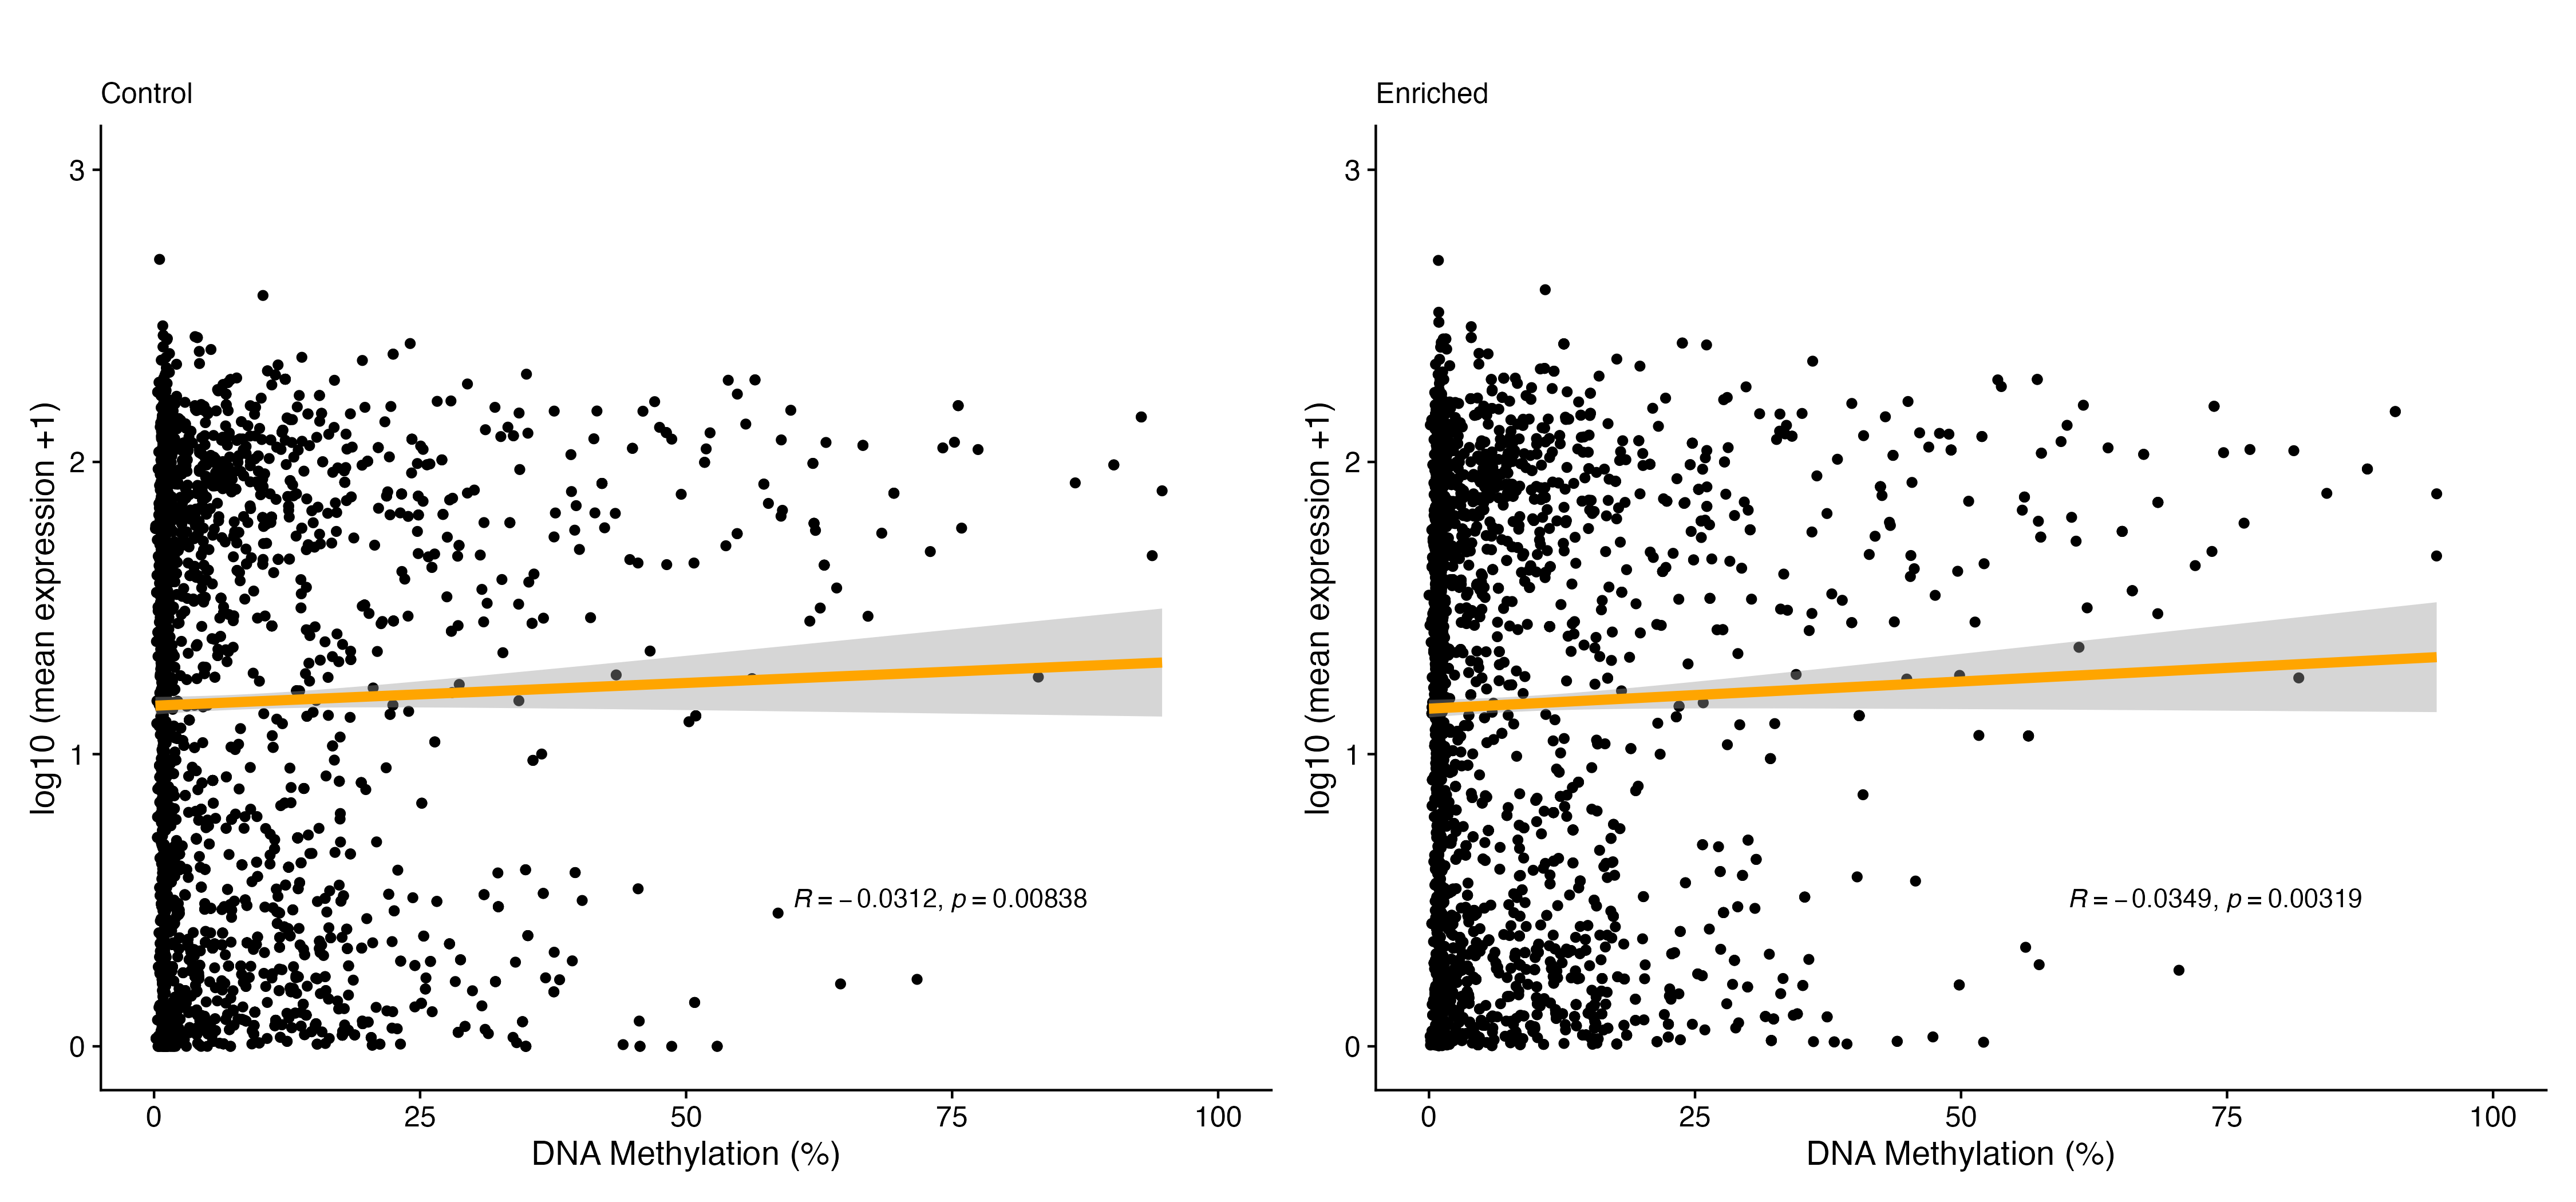 Control
3
2
1
0
log10 (mean expression +1)
R = −0.0312, p = 0.00838
0 25 50 75 100
DNA Methylation (%)
Enriched
3
2
1
0
log10 (mean expression +1)
R = −0.0349, p = 0.00319
0 25 50 75 100
DNA Methylation (%)